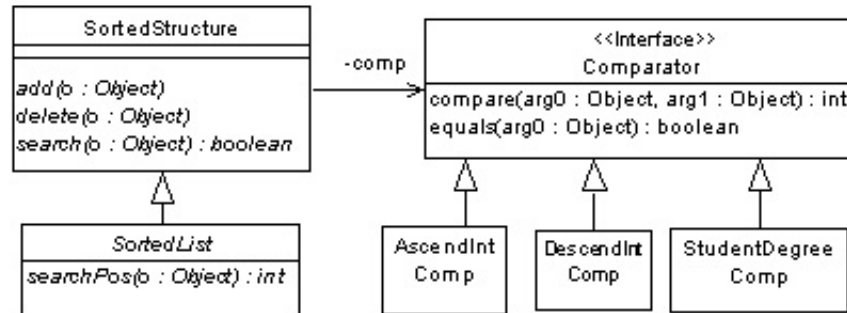 SortedStructure
add(o : Object)
delete(o : Object)
search(o : Object) : boolean
-comp
<<Interface>>
Comparator
compare(arg0 : Object, arg1 : Object) : int
equals(arg0 : Object) : boolean
SortedList
searchPos(o : Object) : int
AscendInt
Comp
DescendInt
Comp
StudentDegree
Comp